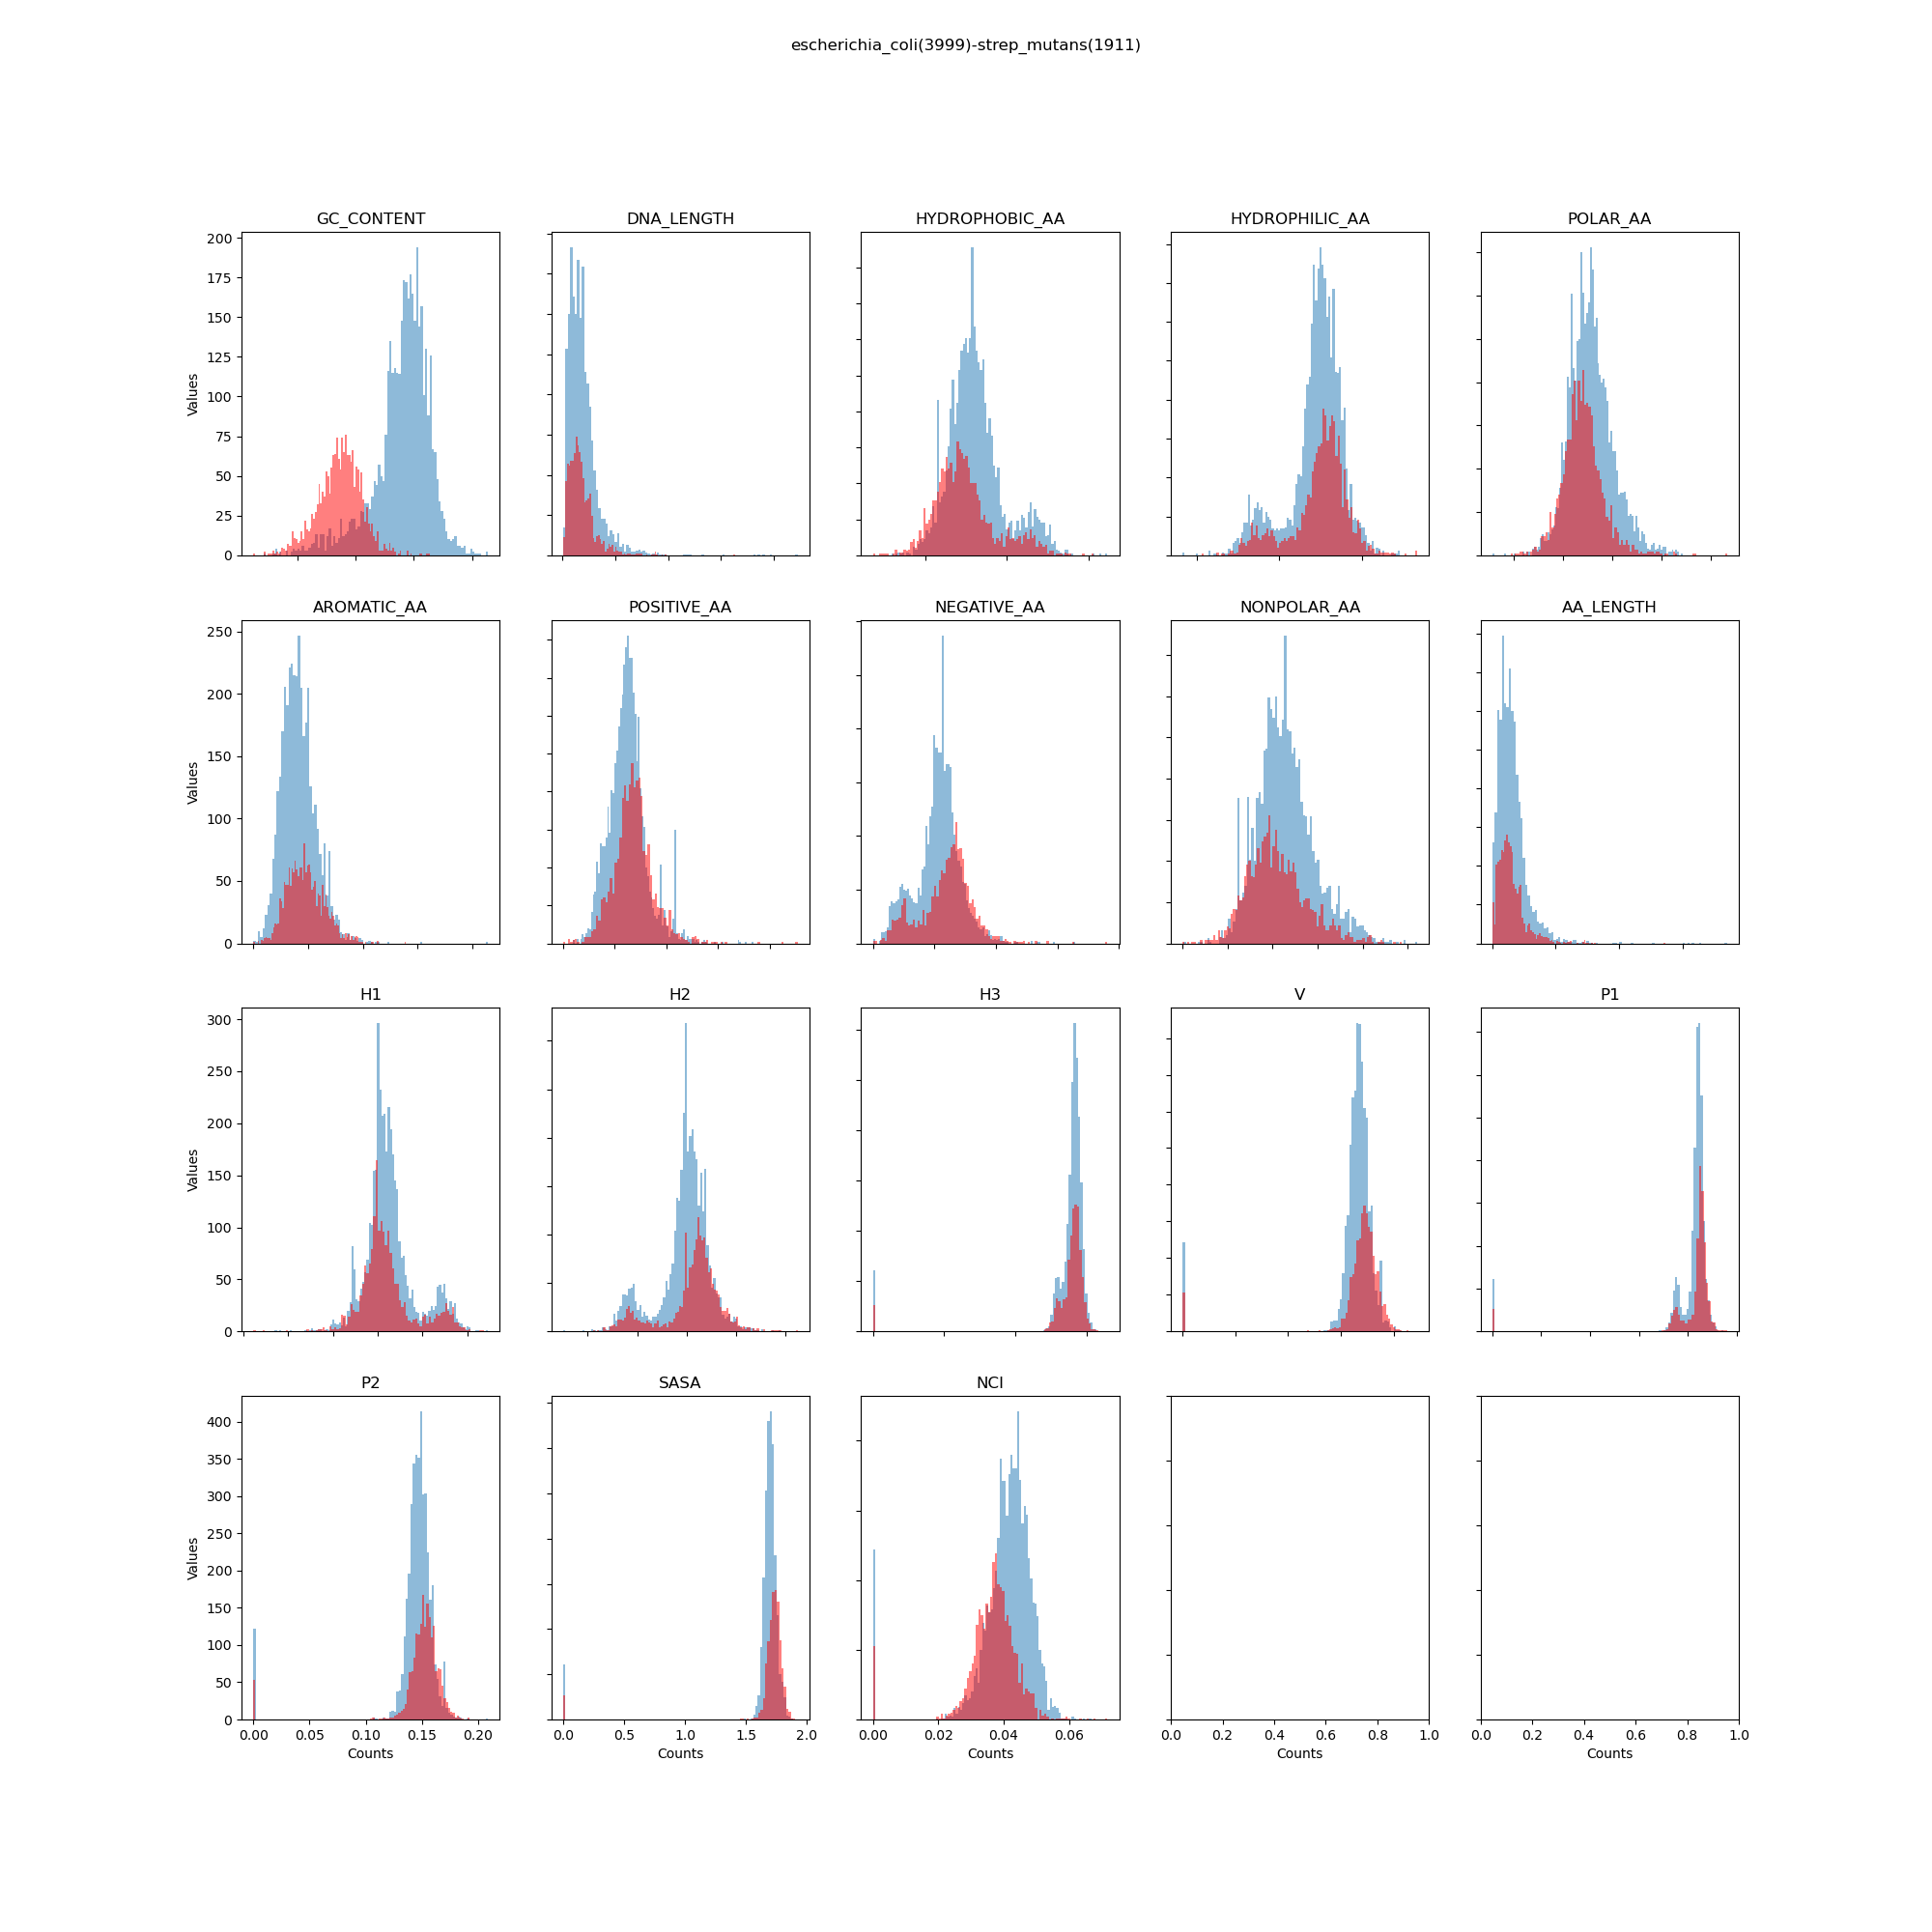 escherichia_coli(3999)-strep_mutans(1911)
GC_CONTENT DNA_LENGTH HYDROPHOBIC_AA HYDROPHILIC_AA POLAR_AA
200
175
150
125
100
75
50
25
0
Values
AROMATIC_AA POSITIVE_AA NEGATIVE_AA NONPOLAR_AA AA_LENGTH
250
200
150
100
50
0
Values
H1 H2 H3 V P1
300
250
200
150
100
50
0
Values
P2 SASA NCI
400
350
300
250
200
150
100
50
0
Values
0.00 0.05 0.10 0.15 0.20 0.0 0.5 1.0 1.5 2.0 0.00 0.02 0.04 0.06 0.0 0.2 0.4 0.6 0.8 1.0 0.0 0.2 0.4 0.6 0.8 1.0
Counts Counts Counts Counts Counts